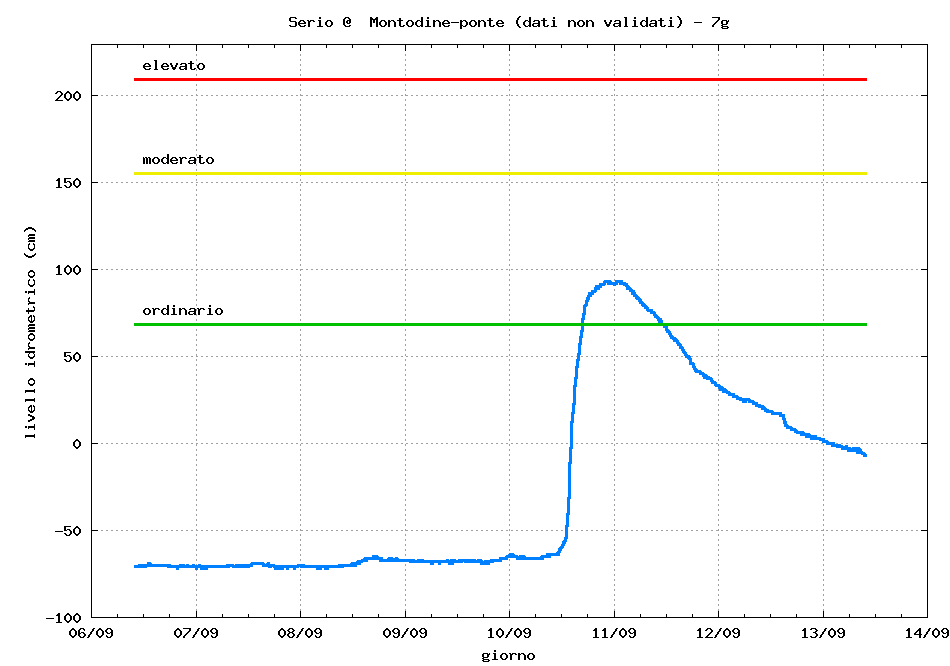 Serio @ Montodine-ponte (dati non validati) - 7g
elevato
200
moderato
150
livello idrometrico (cm)
100
ordinario
50
0
-50
-100
06/09 07/09 08/09 09/09 10/09 11/09 12/09 13/09 14/09
giorno